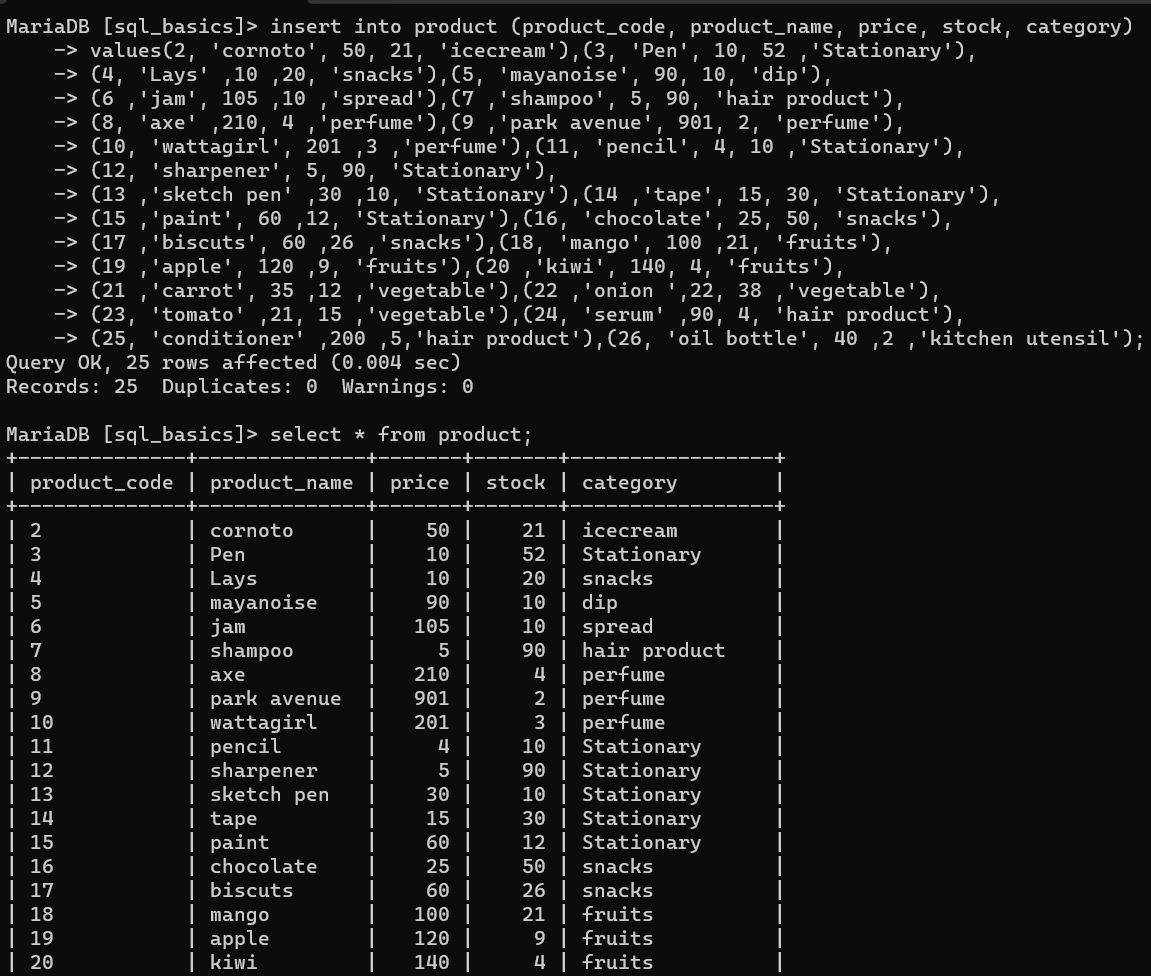 MariaDB [sql_basics]> insert into product (product_code, product_name, price, stock, category)
    -> values(2, 'cornoto', 50, 21, 'icecream'),(3, 'Pen', 10, 52 ,'Stationary'),
    -> (4, 'Lays' ,10 ,20, 'snacks'),(5, 'mayanoise', 90, 10, 'dip'),
    -> (6 ,'jam', 105 ,10 ,'spread'),(7 ,'shampoo', 5, 90, 'hair product'),
    -> (8, 'axe' ,210, 4 ,'perfume'),(9 ,'park avenue', 901, 2, 'perfume'),
    -> (10, 'wattagirl', 201 ,3 ,'perfume'),(11, 'pencil', 4, 10 ,'Stationary'),
    -> (12, 'sharpener', 5, 90, 'Stationary'),
    -> (13 ,'sketch pen' ,30 ,10, 'Stationary'),(14 ,'tape', 15, 30, 'Stationary'),
    -> (15 ,'paint', 60 ,12, 'Stationary'),(16, 'chocolate', 25, 50, 'snacks'),
    -> (17 ,'biscuts', 60 ,26 ,'snacks'),(18, 'mango', 100 ,21, 'fruits'),
    -> (19 ,'apple', 120 ,9, 'fruits'),(20 ,'kiwi', 140, 4, 'fruits'),
    -> (21 ,'carrot', 35 ,12 ,'vegetable'),(22 ,'onion ',22, 38 ,'vegetable'),
    -> (23, 'tomato' ,21, 15 ,'vegetable'),(24, 'serum' ,90, 4, 'hair product'),
    -> (25, 'conditioner' ,200 ,5,'hair product'),(26, 'oil bottle', 40 ,2 ,'kitchen utensil');
Query OK, 25 rows affected (0.004 sec)
Records: 25  Duplicates: 0  Warnings: 0
MariaDB [sql_basics]> select * from product;
+--------------+--------------+-------+-------+-----------------+
| product_code | product_name | price | stock | category        |
+--------------+--------------+-------+-------+-----------------+
| 2            | cornoto      |    50 |    21 | icecream        |
| 3            | Pen          |    10 |    52 | Stationary      |
| 4            | Lays         |    10 |    20 | snacks          |
| 5            | mayanoise    |    90 |    10 | dip             |
| 6            | jam          |   105 |    10 | spread          |
| 7            | shampoo      |     5 |    90 | hair product    |
| 8            | axe          |   210 |     4 | perfume         |
| 9            | park avenue  |   901 |     2 | perfume         |
| 10           | wattagirl    |   201 |     3 | perfume         |
| 11           | pencil       |     4 |    10 | Stationary      |
| 12           | sharpener    |     5 |    90 | Stationary      |
| 13           | sketch pen   |    30 |    10 | Stationary      |
| 14           | tape         |    15 |    30 | Stationary      |
| 15           | paint        |    60 |    12 | Stationary      |
| 16           | chocolate    |    25 |    50 | snacks          |
| 17           | biscuts      |    60 |    26 | snacks          |
| 18           | mango        |   100 |    21 | fruits          |
| 19           | apple        |   120 |     9 | fruits          |
| 20           | kiwi         |   140 |     4 | fruits          |